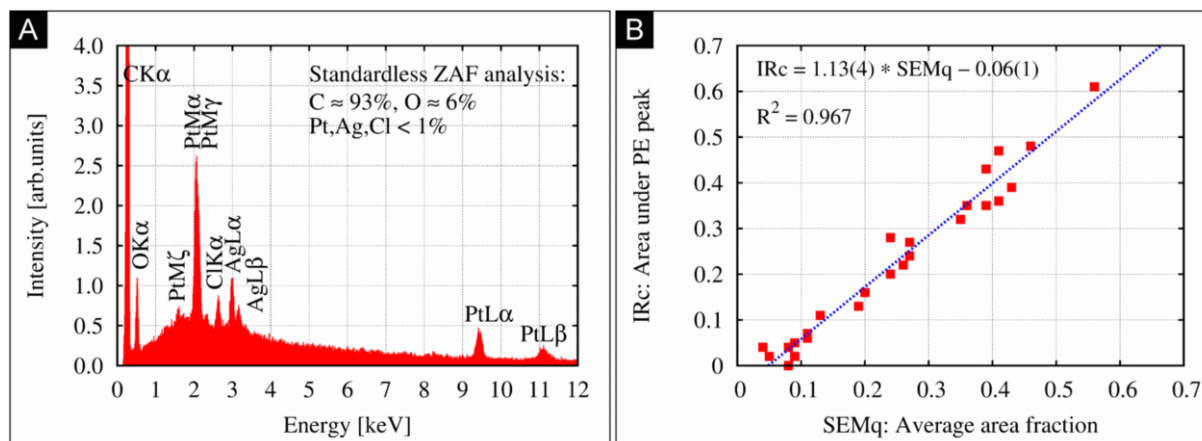 A
4.0
3.5
3.0
2.5
2.0
1.5
1.0
0.5
0.0
Intensity [arb.units]
CKα
OKα
PtMζ
PtMα
PtMγ
ClKα
AgLα
AgLβ
PtLα
PtLβ
Standardless ZAF analysis:
C ≈ 93%, O ≈ 6%
Pt,Ag,Cl < 1%
0 1 2 3 4 5 6 7 8 9 10 11 12
Energy [keV]
B
0.7
0.6
0.5
0.4
0.3
0.2
0.1
0
IRc: Area under PE peak
IRc = 1.13(4) * SEMq – 0.06(1)
R² = 0.967
0 0.1 0.2 0.3 0.4 0.5 0.6 0.7
SEMq: Average area fraction